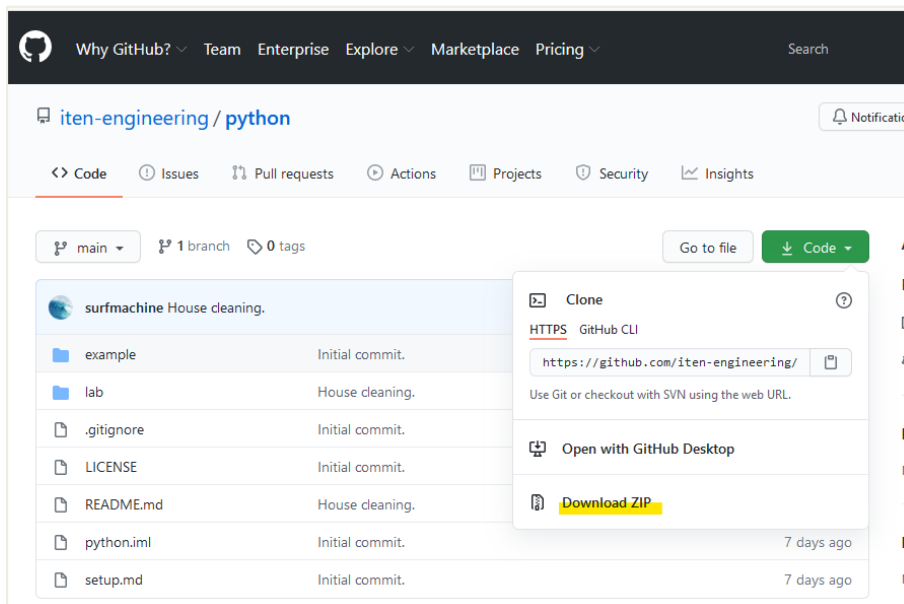 Why GitHub? Team Enterprise Explore Marketplace Pricing Search
iten-engineering / python
Notificatio
Code Issues Pull requests Actions Projects Security Insights
main 1 branch 0 tags Go to file Code
surfmachine House cleaning.
Clone
HTTPS GitHub CLI
https://github.com/iten-engineering/
Use Git or checkout with SVN using the web URL.
Open with GitHub Desktop
Download ZIP
example Initial commit.
lab House cleaning.
.gitignore Initial commit.
LICENSE Initial commit.
README.md House cleaning.
python.iml Initial commit. 7 days ago
setup.md Initial commit. 7 days ago